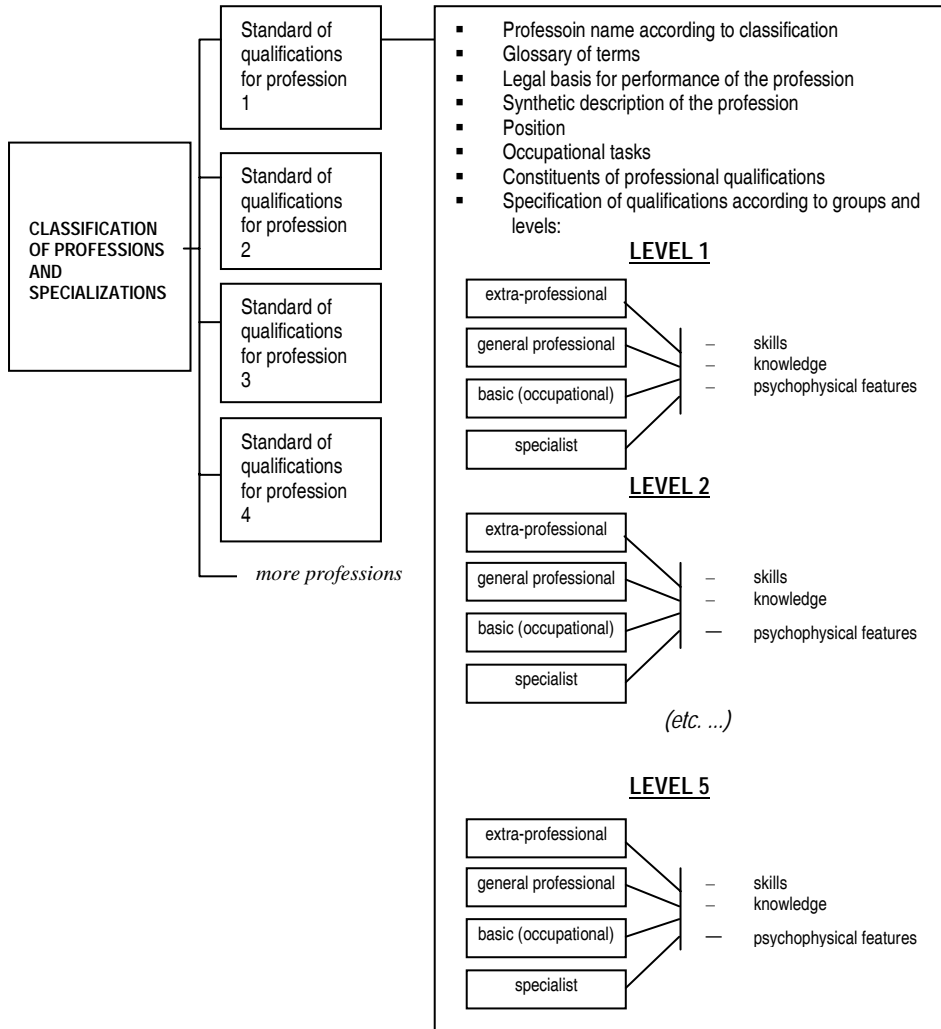 CLASSIFICATION
OF PROFESSIONS
AND
SPECIALIZATIONS
Standard of
qualifications
for profession
1
Standard of
qualifications
for profession
2
Standard of
qualifications
for profession
3
Standard of
qualifications
for profession
4
more professions
▪ Professoin name according to classification
▪ Glossary of terms
▪ Legal basis for performance of the profession
▪ Synthetic description of the profession
▪ Position
▪ Occupational tasks
▪ Constituents of professional qualifications
▪ Specification of qualifications according to groups and
levels:
LEVEL 1
extra-professional
general professional
basic (occupational)
specialist
– skills
– knowledge
– psychophysical features
LEVEL 2
extra-professional
general professional
basic (occupational)
specialist
– skills
– knowledge
— psychophysical features
(etc. ...)
LEVEL 5
extra-professional
general professional
basic (occupational)
specialist
– skills
– knowledge
— psychophysical features